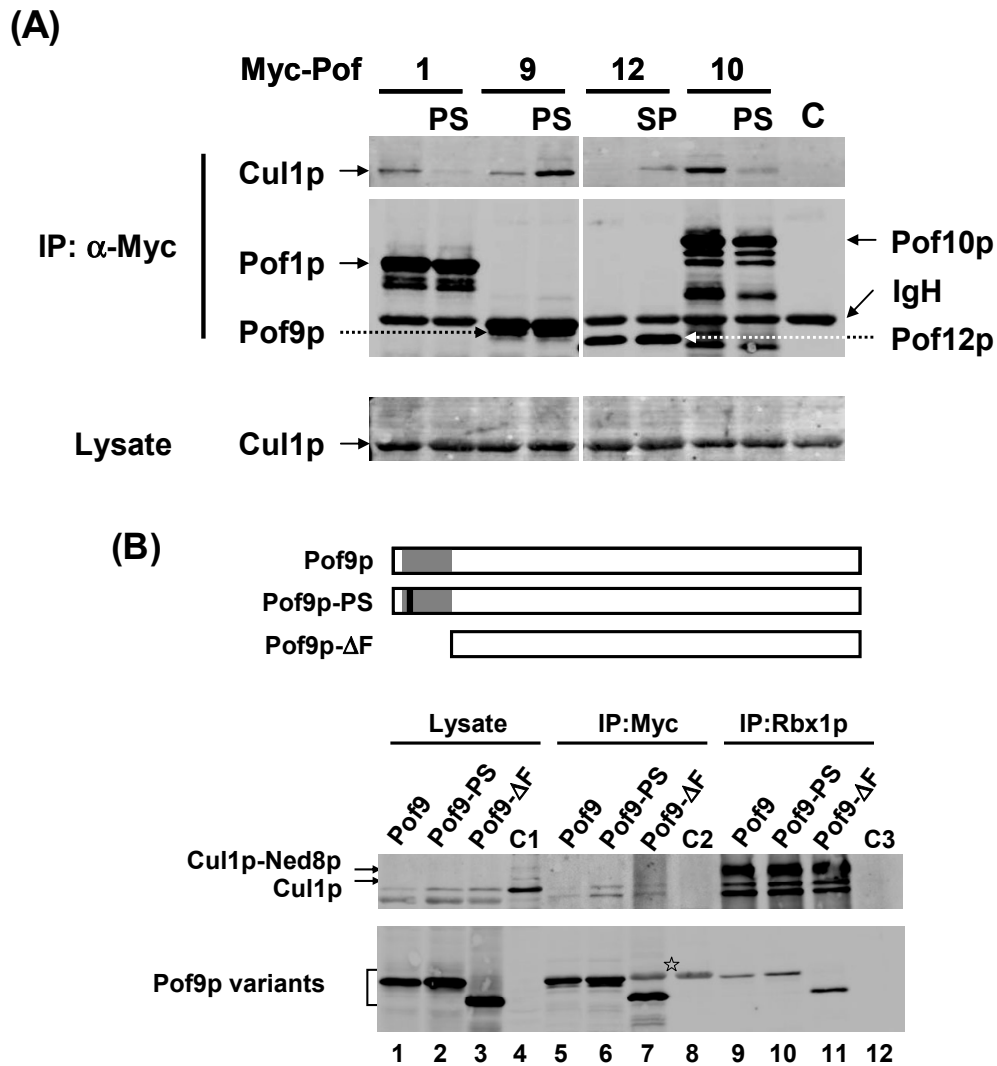 (A)
Myc-Pof 1 9 12 10
PS PS SP PS C
Cul1p
IP: α-Myc
Pof1p Pof10p
IgH
Pof9p Pof12p
Lysate Cul1p
(B)
Pof9p
Pof9p-PS
Pof9p-ΔF
Lysate IP:Myc IP:Rbx1p
Pof9 Pof9-PS Pof9-ΔF C1 Pof9 Pof9-PS Pof9-ΔF C2 Pof9 Pof9-PS Pof9-ΔF C3
Cul1p-Ned8p
Cul1p
Pof9p variants
1 2 3 4 5 6 7 8 9 10 11 12